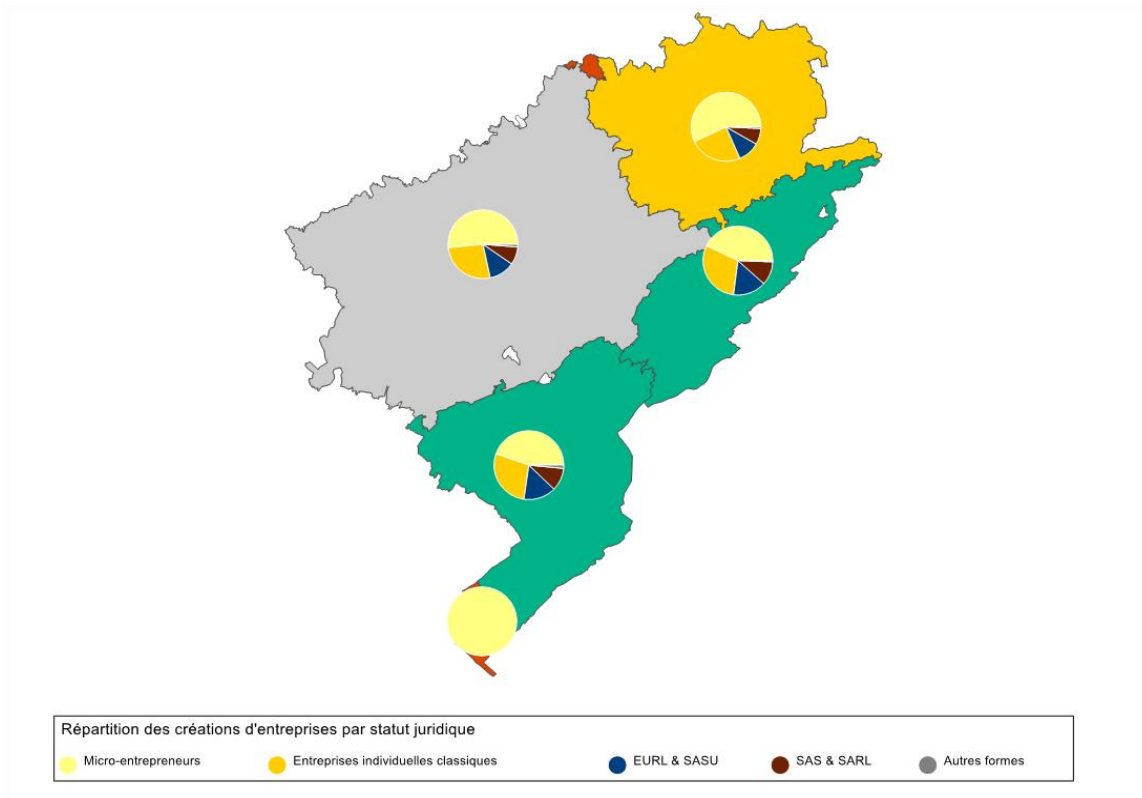 Répartition des créations d'entreprises par statut juridique
Micro-entrepreneurs Entreprises individuelles classiques EURL & SASU SAS & SARL Autres formes